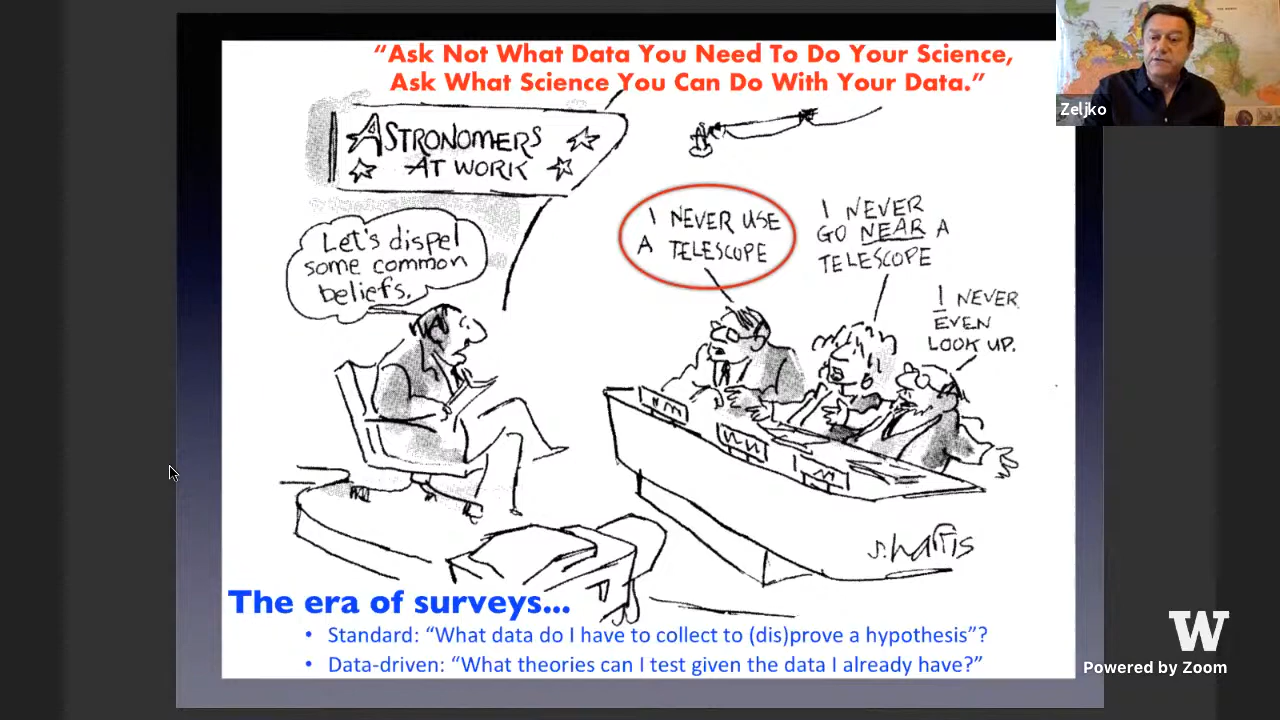 “Ask Not What Data You Need To Do Your Science,
Ask What Science You Can Do With Your Data.”
Zeljko
ASTRONOMERS
AT WORK
Let's dispel
some common
beliefs.
I NEVER USE
A TELESCOPE
I NEVER
GO NEAR A
TELESCOPE
I NEVER
EVEN
LOOK UP.
S. Harris
The era of surveys...
• Standard: “What data do I have to collect to (dis)prove a hypothesis”?
• Data-driven: “What theories can I test given the data I already have?”
W
Powered by Zoom